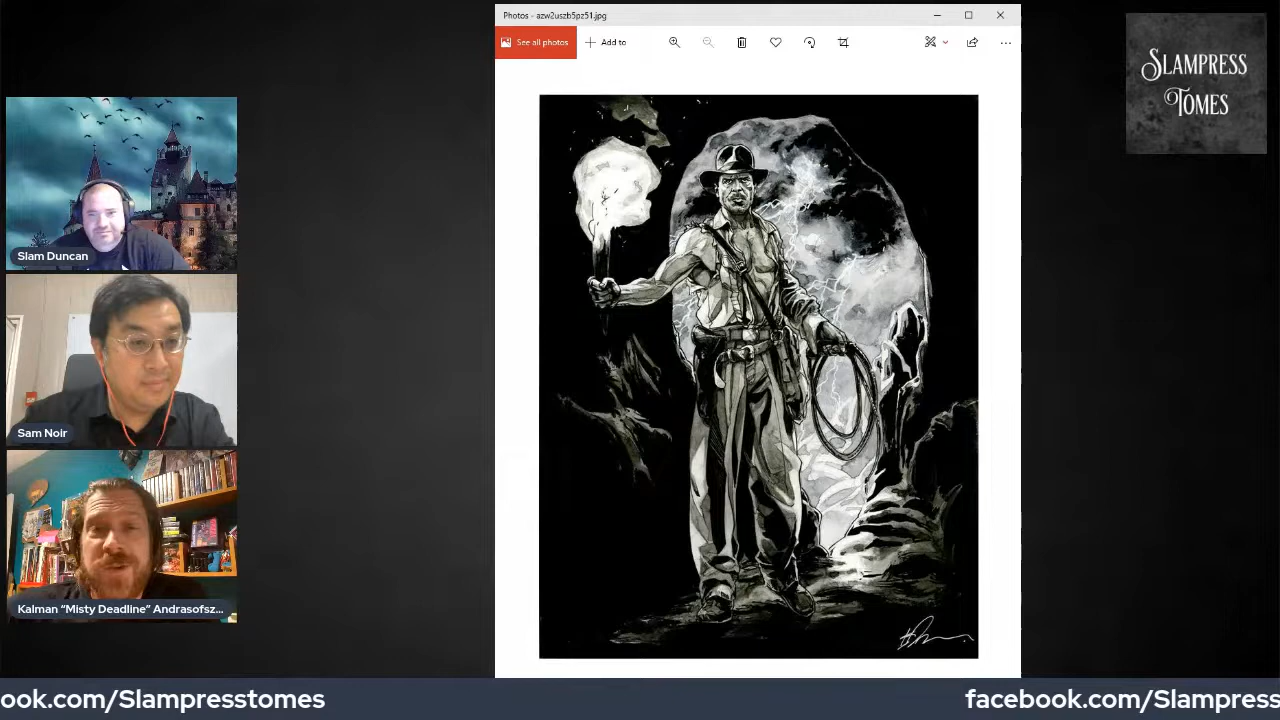 Photos - azw2uszb5pz51.jpg
See all photos
Add to
SLAMPRESS
TOMES
Slam Duncan
Sam Noir
Kalman “Misty Deadline” Andrasofsz...
ook.com/Slampresstomes
facebook.com/Slampress